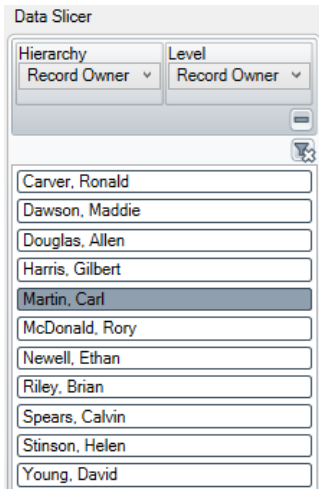 Data Slicer
Hierarchy Level
Record Owner Record Owner
Carver, Ronald
Dawson, Maddie
Douglas, Allen
Harris, Gilbert
Martin, Carl
McDonald, Rory
Newell, Ethan
Riley, Brian
Spears, Calvin
Stinson, Helen
Young, David